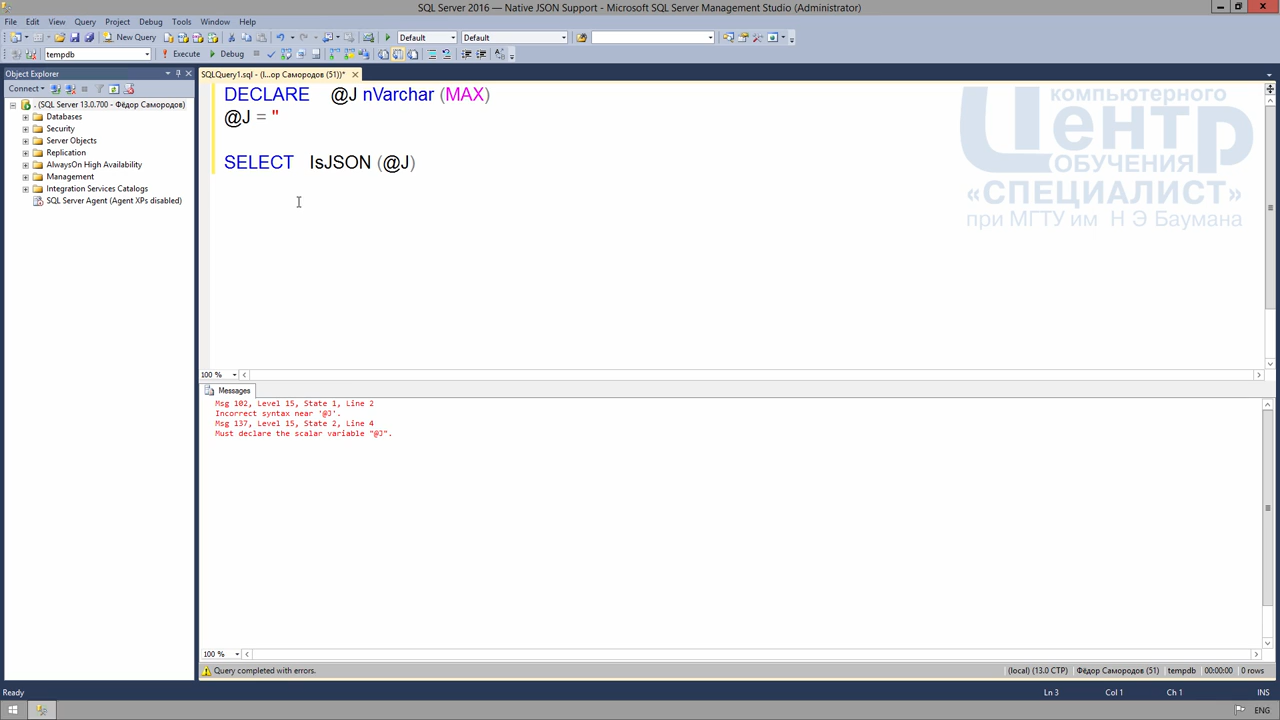 SQL Server 2016 — Native JSON Support - Microsoft SQL Server Management Studio (Administrator)
File Edit View Query Project Debug Tools Window Help
New Query Default Default
tempdb Execute Debug
Object Explorer
SQLQuery1.sql - (l...ор Самородов (51))*
Connect
. (SQL Server 13.0.700 - Фёдор Самородов)
Databases
Security
Server Objects
Replication
AlwaysOn High Availability
Management
Integration Services Catalogs
SQL Server Agent (Agent XPs disabled)
DECLARE @J nVarchar (MAX)
@J = ''
SELECT IsJSON (@J)
компьютерного
Центр
ОБУЧЕНИЯ
«СПЕЦИАЛИСТ»
при МГТУ им Н Э Баумана
100 %
Messages
Msg 102, Level 15, State 1, Line 2
Incorrect syntax near '@J'.
Msg 137, Level 15, State 2, Line 4
Must declare the scalar variable "@J".
100 %
Query completed with errors.
(local) (13.0 CTP) Фёдор Самородов (51) tempdb 00:00:00 0 rows
Ready
Ln 3 Col 1 Ch 1 INS
ENG